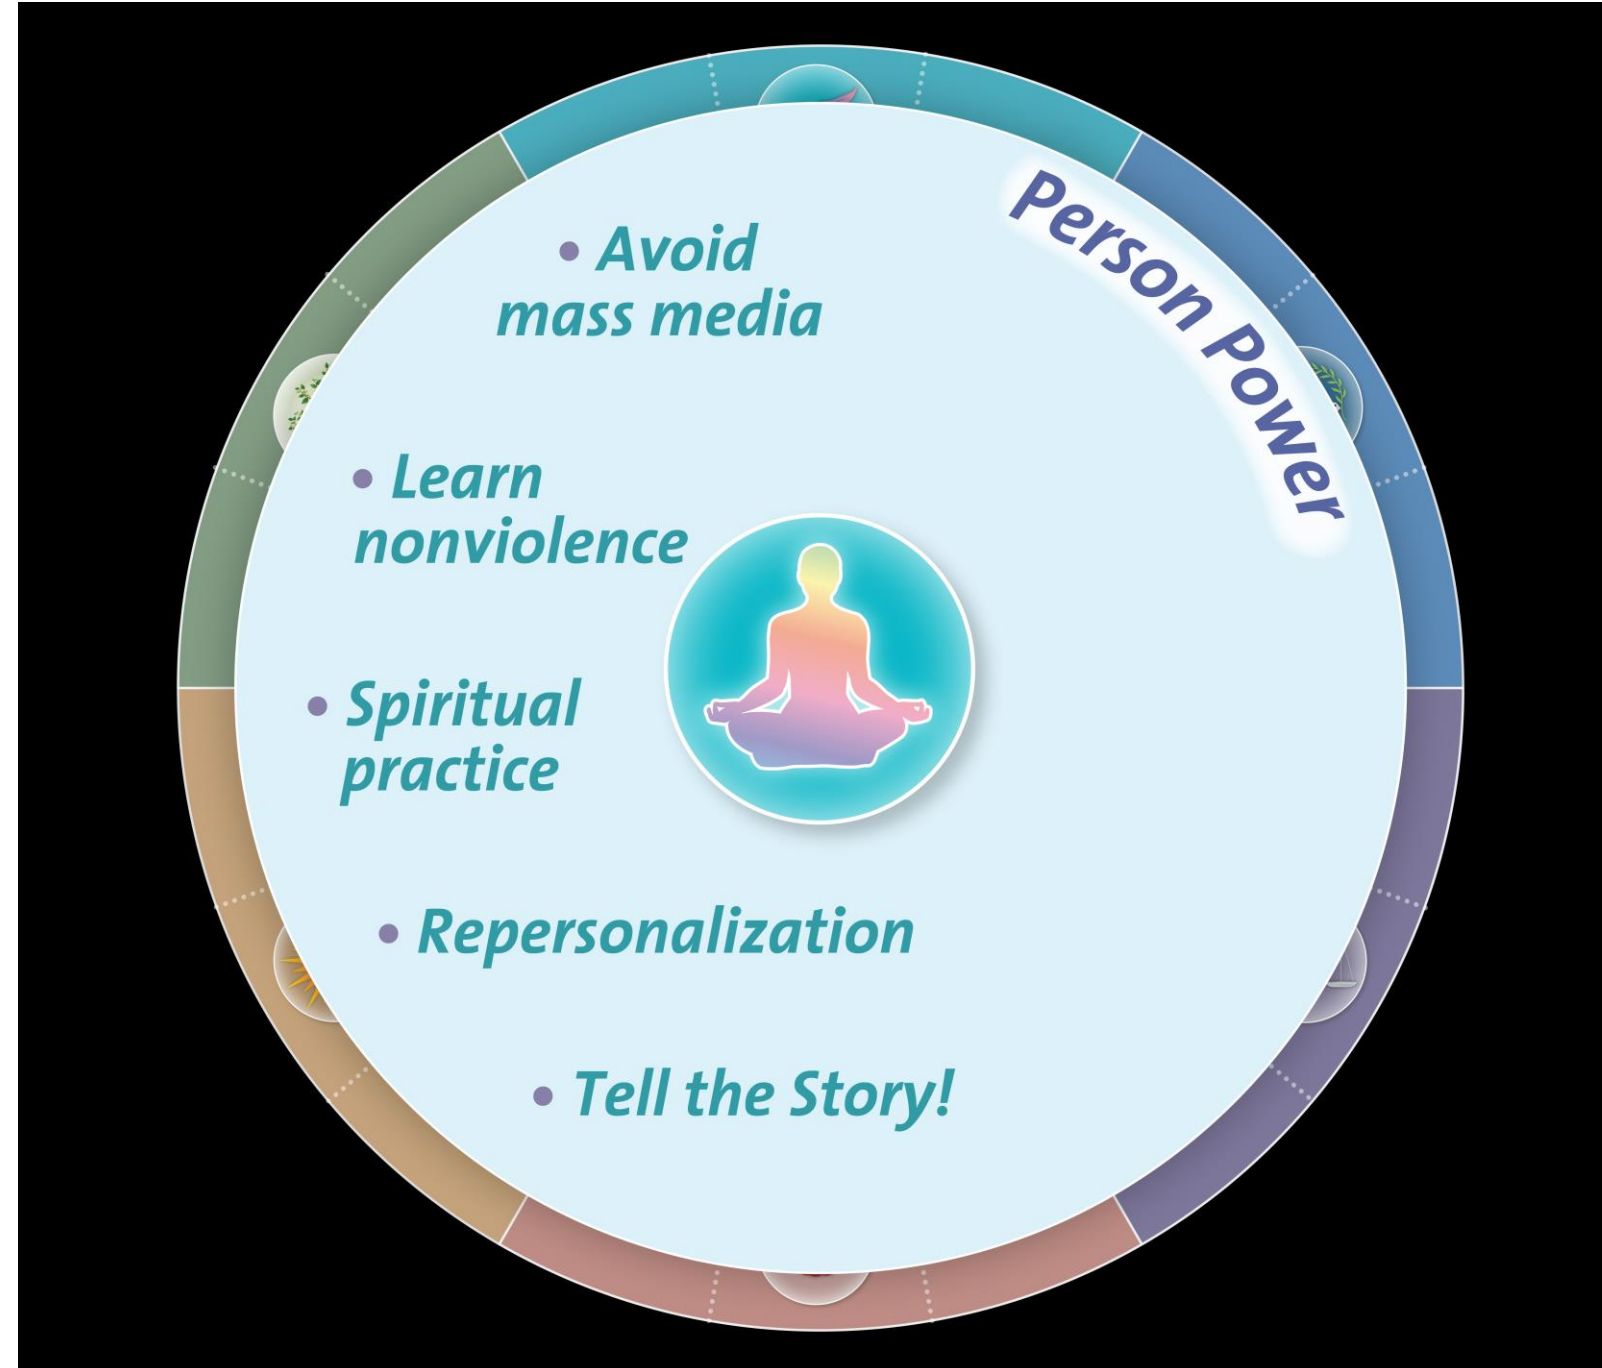 Person Power
• Avoid
mass media
• Learn
nonviolence
• Spiritual
practice
• Repersonalization
• Tell the Story!